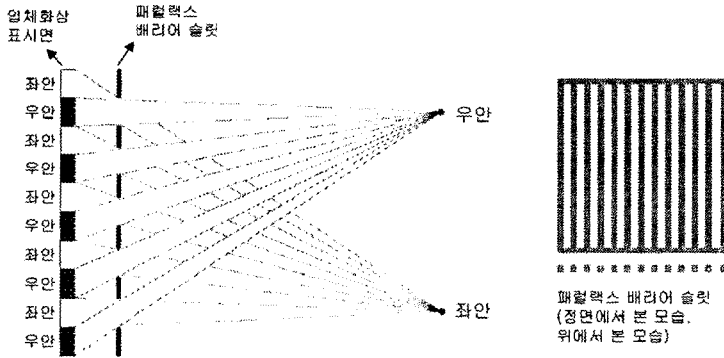 입체화상
표시면
패럴랙스
배리어 슬릿
좌안
우안
좌안
우안
좌안
우안
좌안
우안
좌안
우안
우안
좌안
패럴랙스 배리어 슬릿
(정면에서 본 모습,
위에서 본 모습)